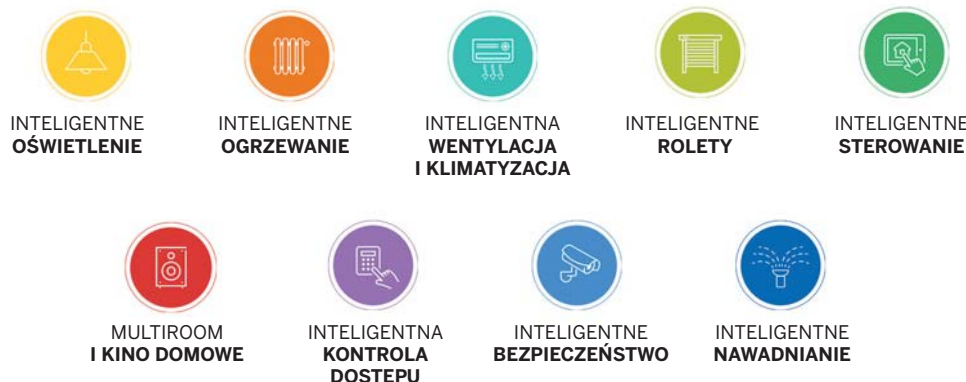 INTELIGENTNE
OŚWIETLENIE
INTELIGENTNE
OGRZEWANIE
INTELIGENTNA
WENTYLACJA
I KLIMATYZACJA
INTELIGENTNE
ROLETY
INTELIGENTNE
STEROWANIE
MULTIROOM
I KINO DOMOWE
INTELIGENTNA
KONTROLA
DOSTĘPU
INTELIGENTNE
BEZPIECZEŃSTWO
INTELIGENTNE
NAWADNIANIE